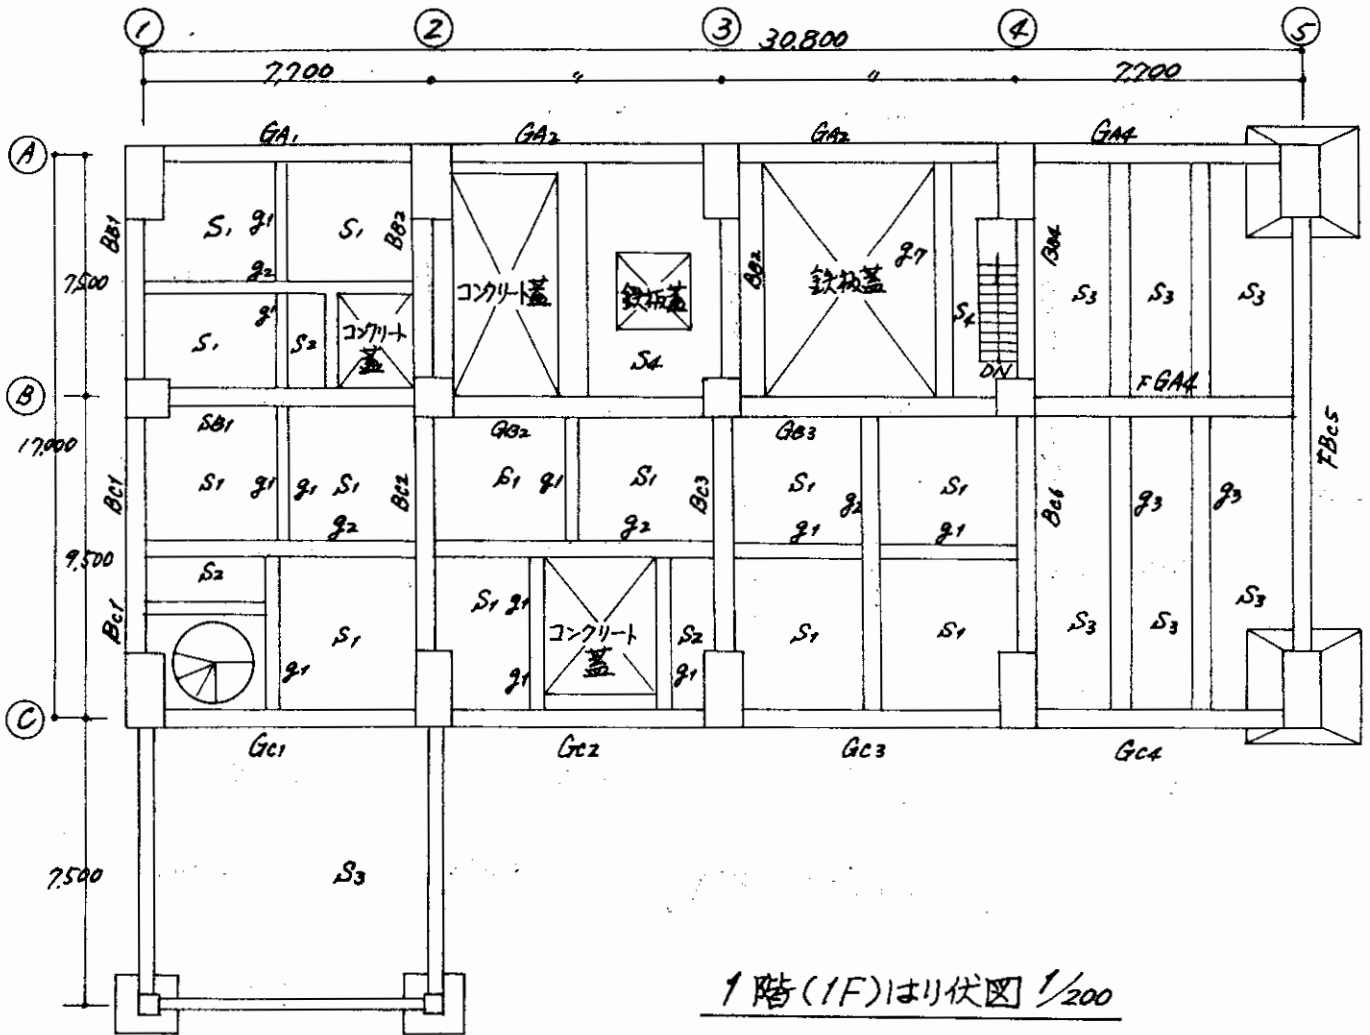 1 2 3 4 5
30.800
7,700 〃 〃 7,700
GA1 GA2 GA2 GA4
A
BB1 S1 g1 S1 BB2 BB2 g7 BB4
7,500
g2
コンクリート蓋 鉄板蓋 鉄板蓋
S3 S3 S3
g1 S1 S2 コンクリート
蓋
S4 S4
DN
B
FGA4
17,000
SB1 GB2 GB3
FBC5
BC1 S1 g1 g1 S1 BC2 S1 g1 S1 BC3 S1 g2 S1 BC6 g3 g3
g2 g2 g1 g1
9,500
S2
BC1 S1 g1 S1 g1 コンクリート
蓋
g1 S2 g1 S1 S1 S3 S3 S3
C
GC1 GC2 GC3 GC4
7,500
S3
1階(1F)はり伏図 1/200